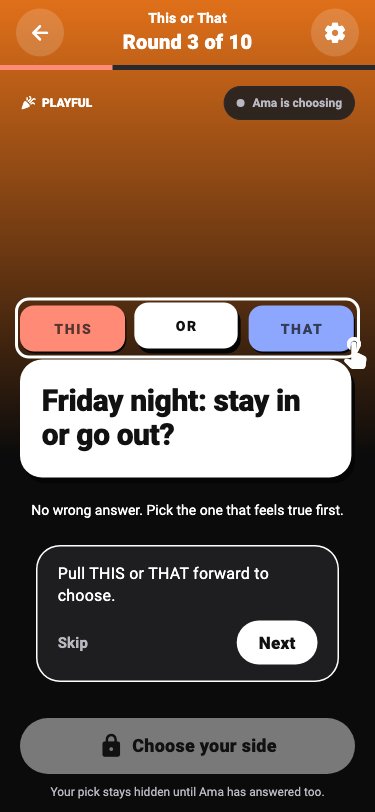 This or That
Round 3 of 10
PLAYFUL
Ama is choosing
THIS
OR
THAT
Friday night: stay in
or go out?
No wrong answer. Pick the one that feels true first.
Pull THIS or THAT forward to
choose.
Skip
Next
Choose your side
Your pick stays hidden until Ama has answered too.